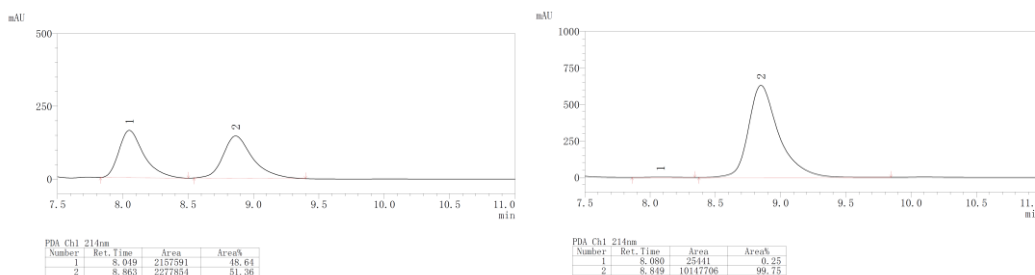 mAU
500
1
2
250
0
7.5 8.0 8.5 9.0 9.5 10.0 10.5 11.0
min
PDA Ch1 214nm
Number Ret. Time Area Area%
1 8.049 2157591 48.64
2 8.863 2277854 51.36
mAU
1000
2
750
500
250
1
0
7.5 8.0 8.5 9.0 9.5 10.0 10.5 11.0
min
PDA Ch1 214nm
Number Ret. Time Area Area%
1 8.080 25441 0.25
2 8.849 10147706 99.75